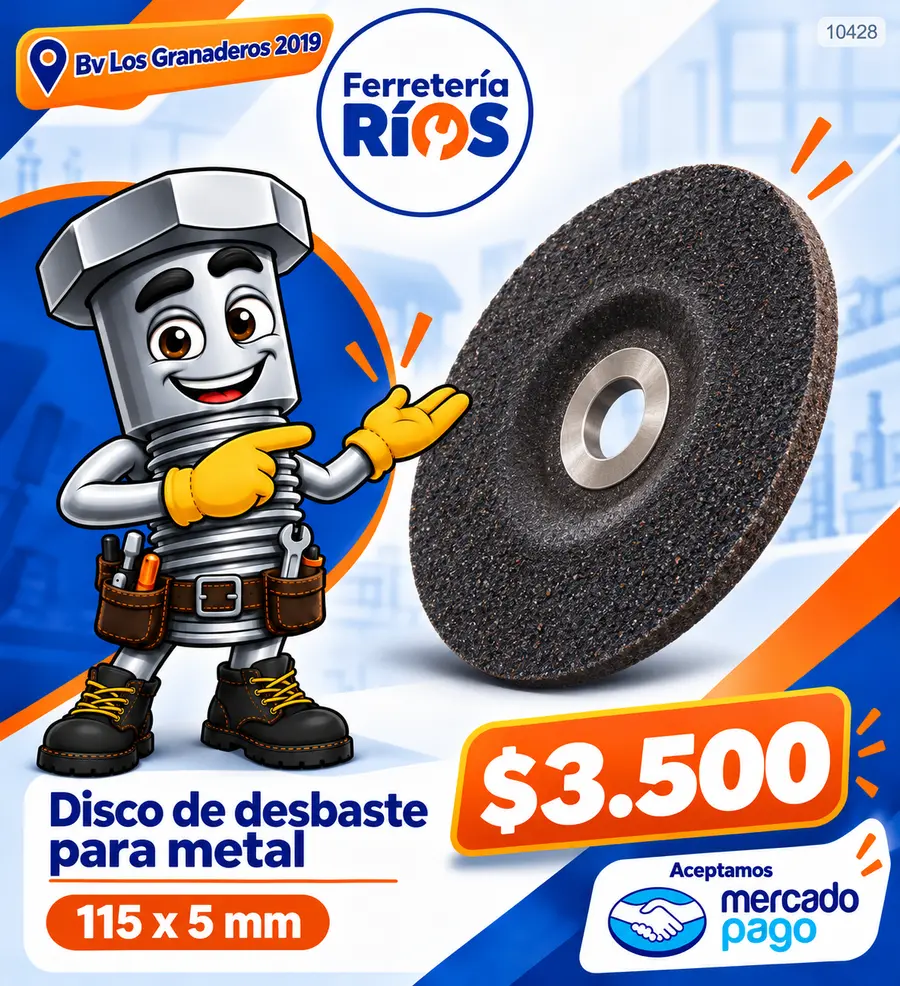 Bv Los Granaderos 2019
Ferretería
RÍOS
10428
$3.500
Disco de desbaste
para metal
115 x 5 mm
Aceptamos
mercado
pago